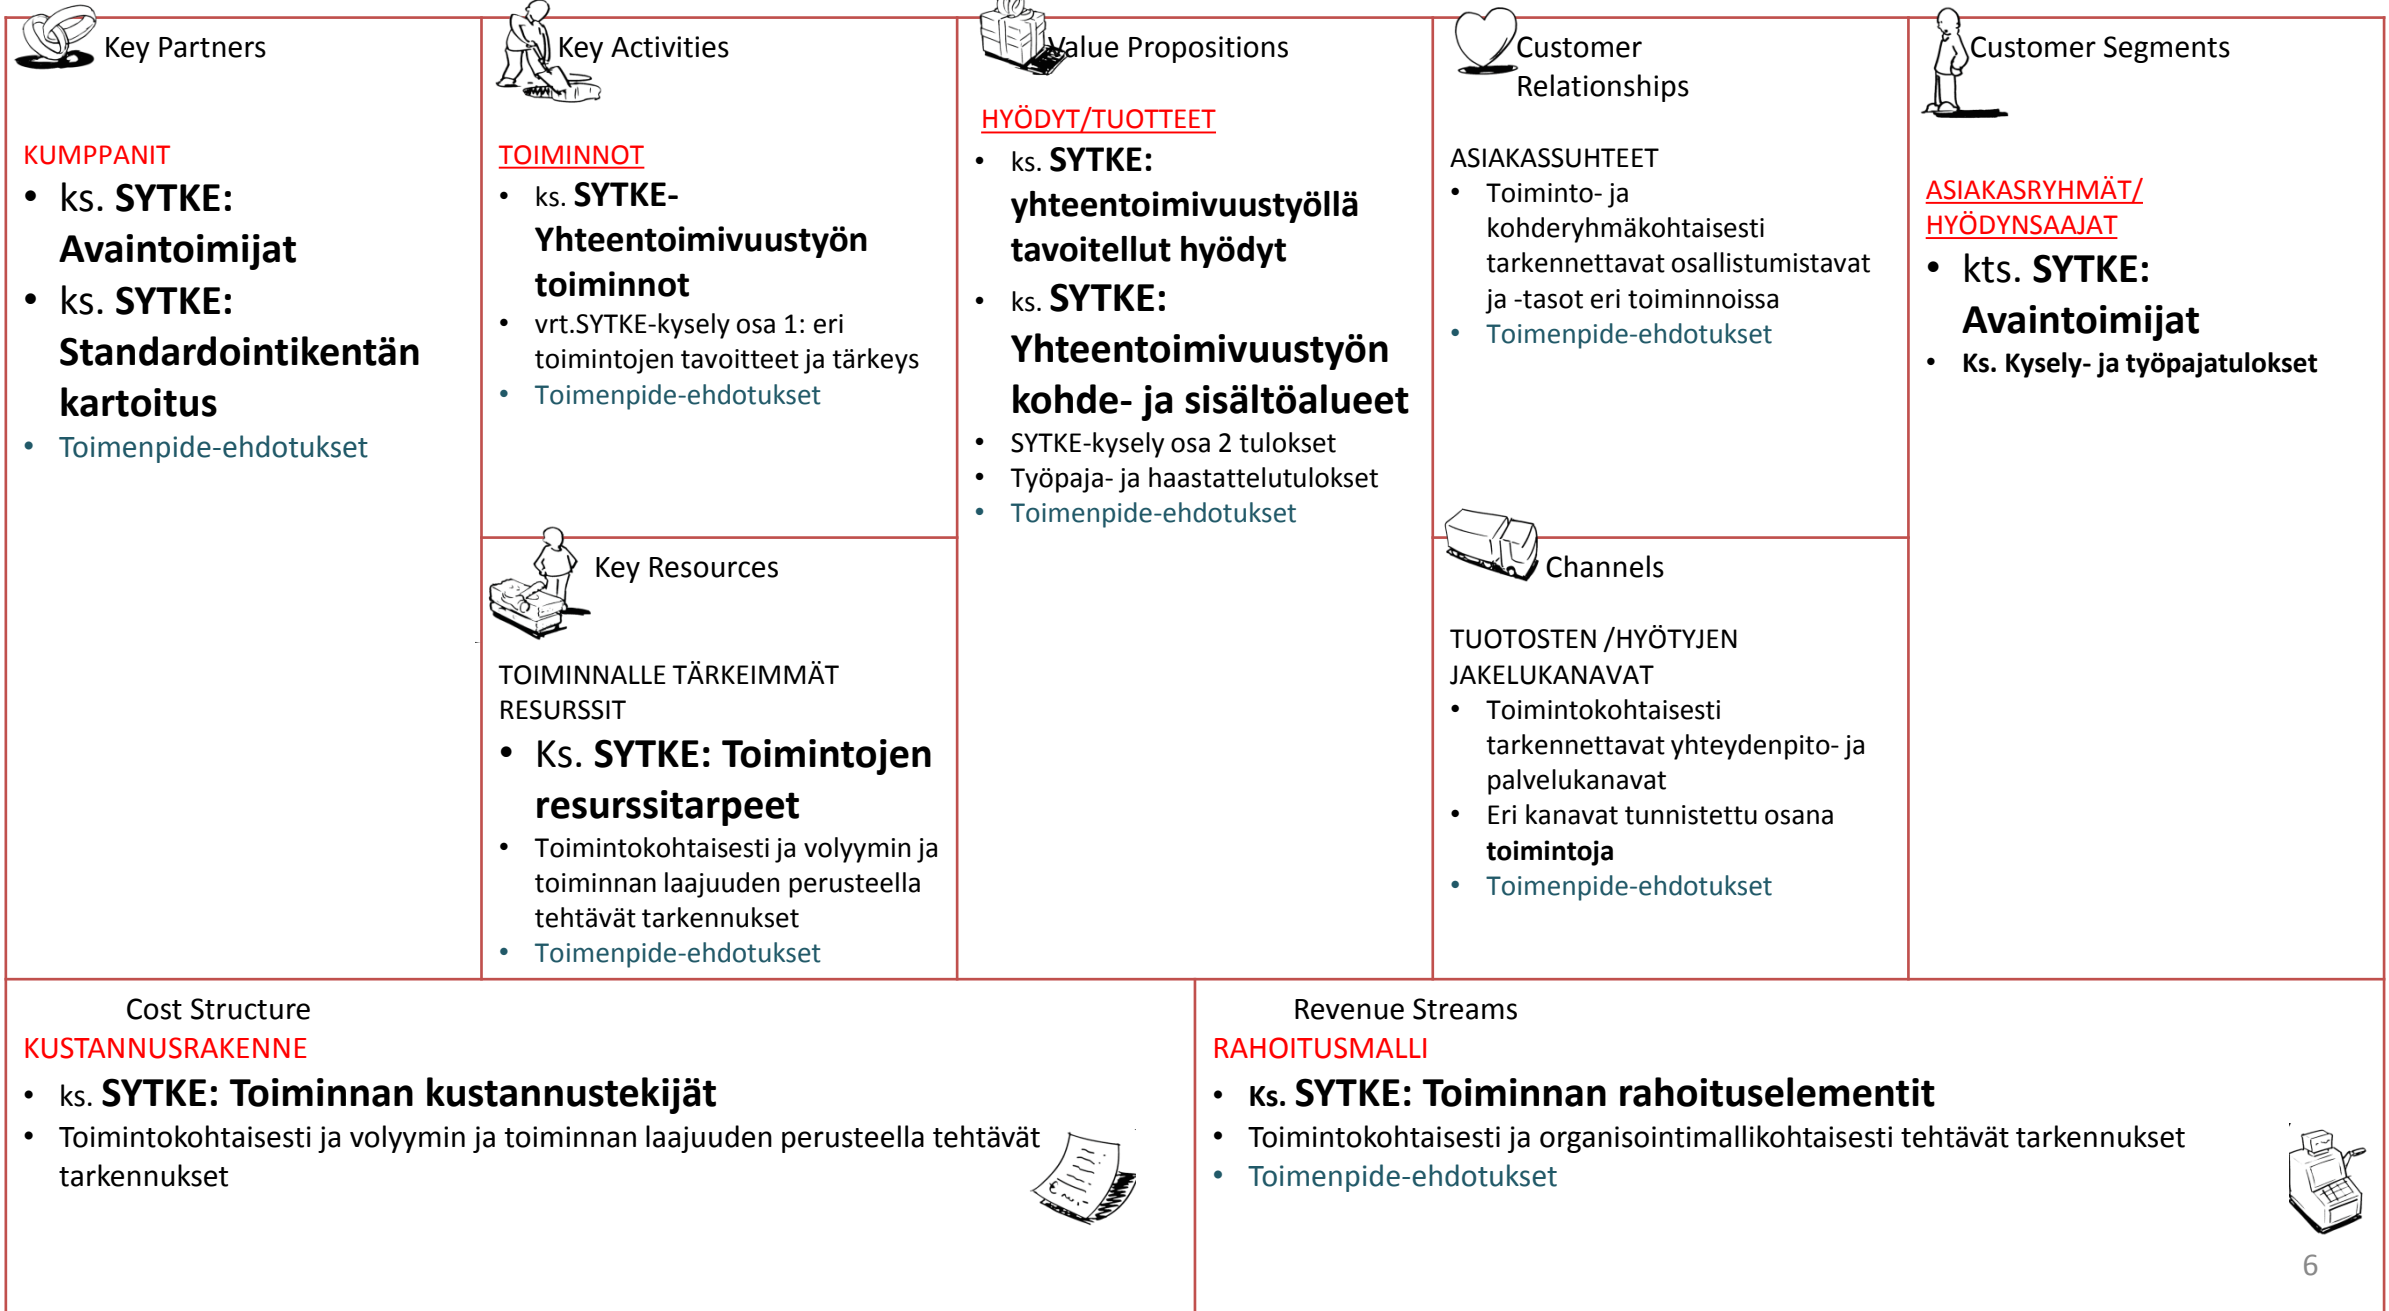 Key Partners
KUMPPANIT
• ks. SYTKE:
Avaintoimijat
• ks. SYTKE:
Standardointikentän
kartoitus
• Toimenpide-ehdotukset
Key Activities
TOIMINNOT
• ks. SYTKE-
Yhteentoimivuustyön
toiminnot
• vrt.SYTKE-kysely osa 1: eri
toimintojen tavoitteet ja tärkeys
• Toimenpide-ehdotukset
Key Resources
TOIMINNALLE TÄRKEIMMÄT
RESURSSIT
• Ks. SYTKE: Toimintojen
resurssitarpeet
• Toimintokohtaisesti ja volyymin ja
toiminnan laajuuden perusteella
tehtävät tarkennukset
• Toimenpide-ehdotukset
Value Propositions
HYÖDYT/TUOTTEET
• ks. SYTKE:
yhteentoimivuustyöllä
tavoitellut hyödyt
• ks. SYTKE:
Yhteentoimivuustyön
kohde- ja sisältöalueet
• SYTKE-kysely osa 2 tulokset
• Työpaja- ja haastattelutulokset
• Toimenpide-ehdotukset
Customer
Relationships
ASIAKASSUHTEET
• Toiminto- ja
kohderyhmäkohtaisesti
tarkennettavat osallistumistavat
ja -tasot eri toiminnoissa
• Toimenpide-ehdotukset
Channels
TUOTOSTEN /HYÖTYJEN
JAKELUKANAVAT
• Toimintokohtaisesti
tarkennettavat yhteydenpito- ja
palvelukanavat
• Eri kanavat tunnistettu osana
toimintoja
• Toimenpide-ehdotukset
Customer Segments
ASIAKASRYHMÄT/
HYÖDYNSAAJAT
• kts. SYTKE:
Avaintoimijat
• Ks. Kysely- ja työpajatulokset
Cost Structure
KUSTANNUSRAKENNE
• ks. SYTKE: Toiminnan kustannustekijät
• Toimintokohtaisesti ja volyymin ja toiminnan laajuuden perusteella tehtävät
tarkennukset
Revenue Streams
RAHOITUSMALLI
• Ks. SYTKE: Toiminnan rahoituselementit
• Toimintokohtaisesti ja organisointimallikohtaisesti tehtävät tarkennukset
• Toimenpide-ehdotukset
6